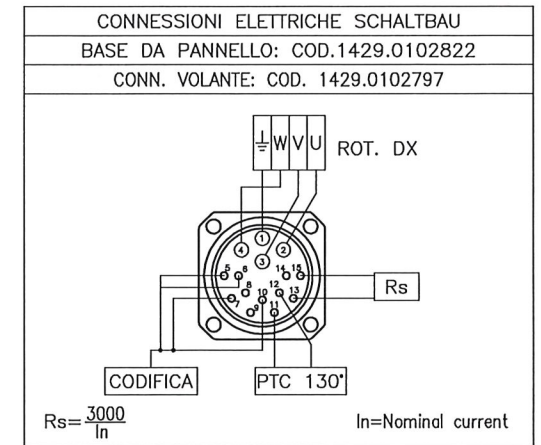 CONNESSIONI ELETTRICHE SCHALTBAU
BASE DA PANNELLO: COD.1429.0102822
CONN. VOLANTE: COD. 1429.0102797
⏚ W V U ROT. DX
1
4 2
3
5 6 14 15
Rs
8 12
7 10 13
9 11
CODIFICA PTC 130°
Rs=3000/In In=Nominal current